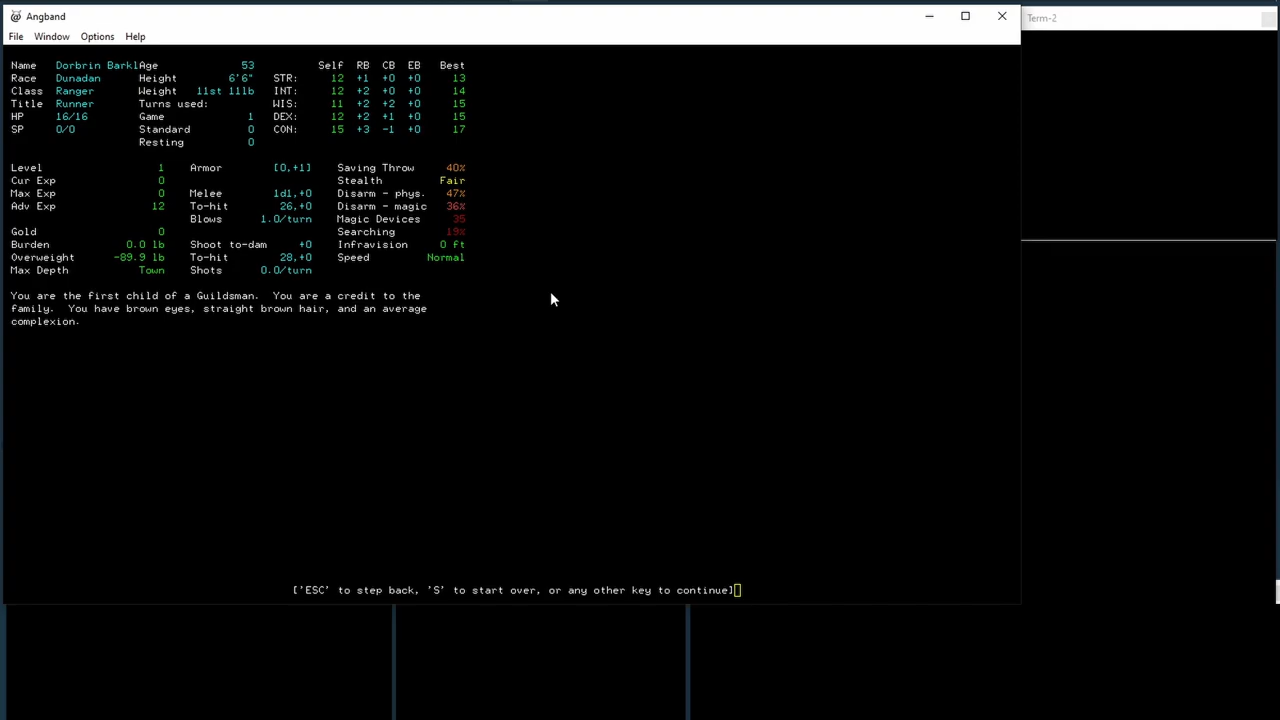 Angband
Term-2
File Window Options Help
Name Dorbrin BarklAge 53 Self RB CB EB Best
Race Dunadan Height 6'6" STR: 12 +1 +0 +0 13
Class Ranger Weight 11st 11lb INT: 12 +2 +0 +0 14
Title Runner Turns used: WIS: 11 +2 +2 +0 15
HP 16/16 Game 1 DEX: 12 +2 +1 +0 15
SP 0/0 Standard 0 CON: 15 +3 -1 +0 17
Resting 0
Level 1 Armor [0,+1] Saving Throw 40%
Cur Exp 0 Stealth Fair
Max Exp 0 Melee 1d1,+0 Disarm - phys. 47%
Adv Exp 12 To-hit 26,+0 Disarm - magic 36%
Blows 1.0/turn Magic Devices 35
Gold 0 Searching 19%
Burden 0.0 lb Shoot to-dam +0 Infravision 0 ft
Overweight -89.9 lb To-hit 28,+0 Speed Normal
Max Depth Town Shots 0.0/turn
You are the first child of a Guildsman. You are a credit to the
family. You have brown eyes, straight brown hair, and an average
complexion.
['ESC' to step back, 'S' to start over, or any other key to continue]